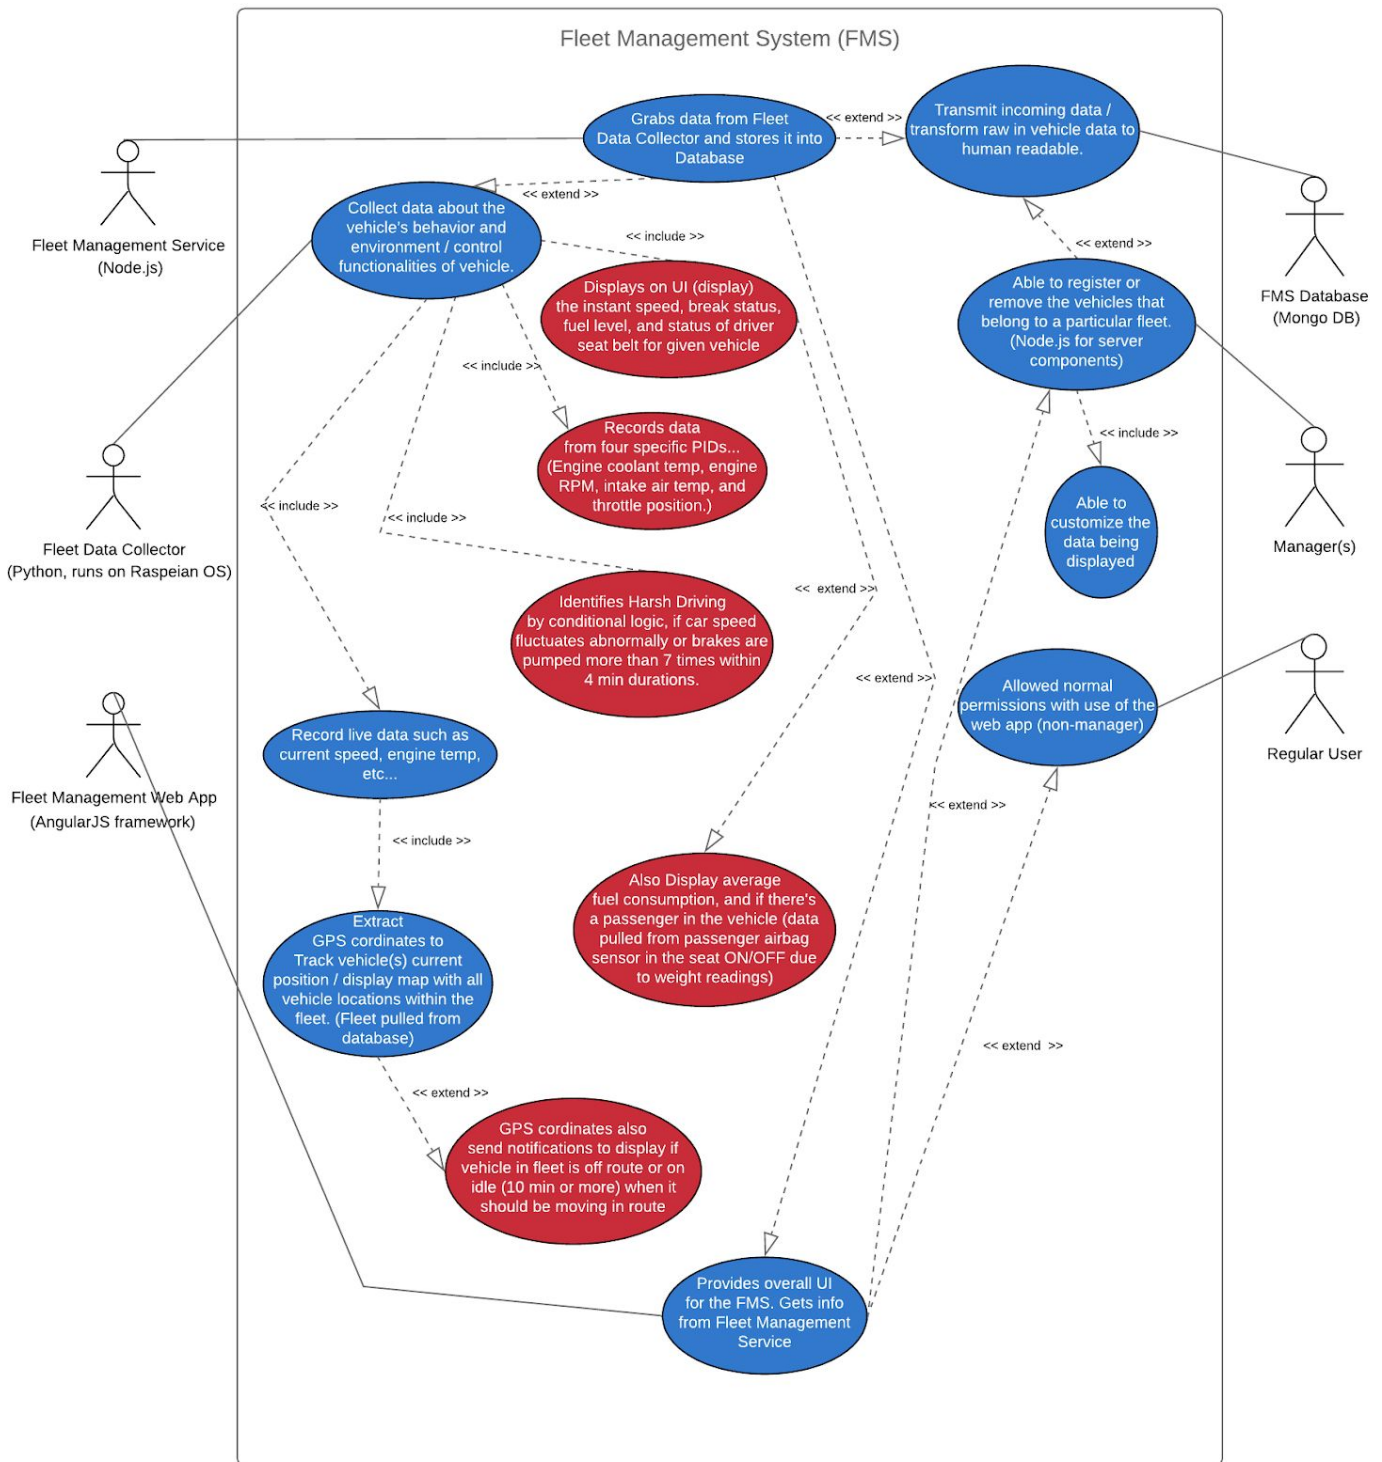 Fleet Management System (FMS)
Grabs data from Fleet
Data Collector and stores it into
Database
<< extend >>
Transmit incoming data /
transform raw in vehicle data to
human readable.
Fleet Management Service
(Node.js)
<< extend >>
Collect data about the
vehicle's behavior and
environment / control
functionalities of vehicle.
<< include >>
Displays on UI (display)
the instant speed, break status,
fuel level, and status of driver
seat belt for given vehicle
<< extend >>
Able to register or
remove the vehicles that
belong to a particular fleet.
(Node.js for server
components)
FMS Database
(Mongo DB)
<< include >>
Records data
from four specific PIDs...
(Engine coolant temp, engine
RPM, intake air temp, and
throttle position.)
<< include >>
Able to
customize the
data being
displayed
Manager(s)
Fleet Data Collector
(Python, runs on Raspeian OS)
<< include >>
<< include >>
Identifies Harsh Driving
by conditional logic, if car speed
fluctuates abnormally or brakes are
pumped more than 7 times within
4 min durations.
<< extend >>
<< extend >>
Allowed normal
permissions with use of the
web app (non-manager)
Regular User
Record live data such as
current speed, engine temp,
etc...
Fleet Management Web App
(AngularJS framework)
<< extend >>
<< include >>
Also Display average
fuel consumption, and if there's
a passenger in the vehicle (data
pulled from passenger airbag
sensor in the seat ON/OFF due
to weight readings)
Extract
GPS cordinates to
Track vehicle(s) current
position / display map with all
vehicle locations within the
fleet. (Fleet pulled from
database)
<< extend >>
<< extend >>
GPS cordinates also
send notifications to display if
vehicle in fleet is off route or on
idle (10 min or more) when it
should be moving in route
Provides overall UI
for the FMS. Gets info
from Fleet Management
Service